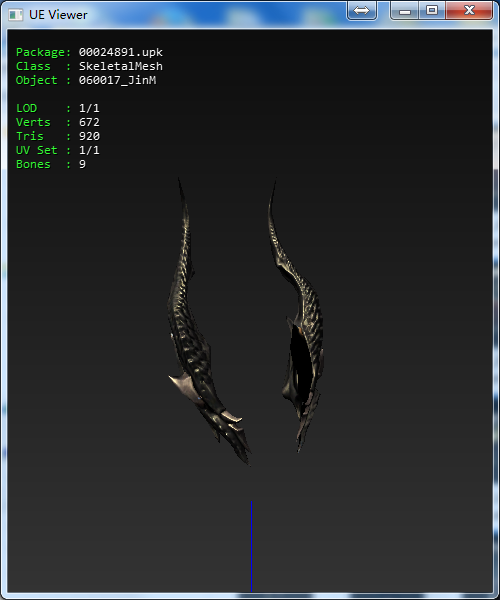 UE Viewer
Package: 00024891.upk
Class  : SkeletalMesh
Object : 060017_JinM
LOD    : 1/1
Verts  : 672
Tris   : 920
UV Set : 1/1
Bones  : 9